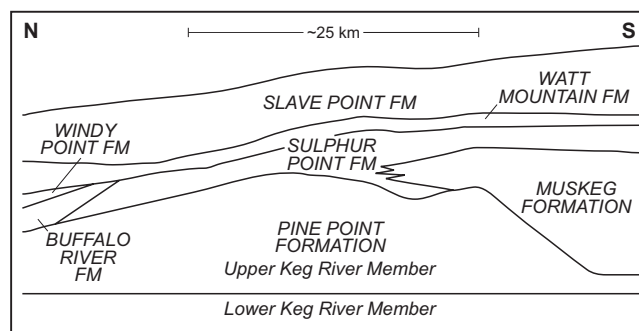 N
~25 km
S
SLAVE POINT FM
WATT
MOUNTAIN FM
WINDY
POINT FM
SULPHUR
POINT FM
MUSKEG
FORMATION
BUFFALO
RIVER
FM
PINE POINT
FORMATION
Upper Keg River Member
Lower Keg River Member